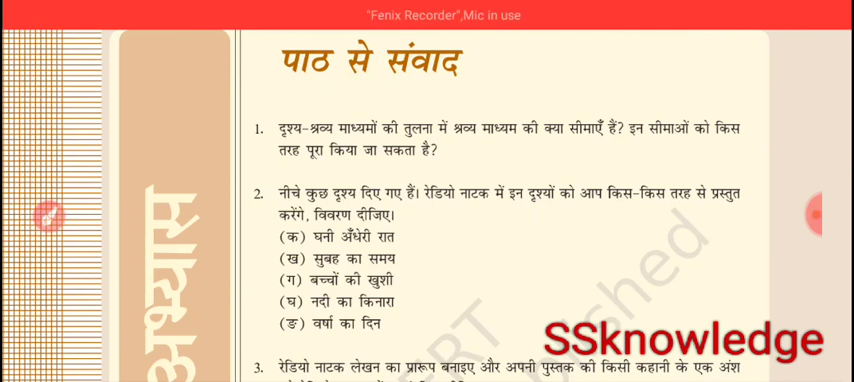 "Fenix Recorder",Mic in use
पाठ से संवाद
अभ्यास
1. दृश्य-श्रव्य माध्यमों की तुलना में श्रव्य माध्यम की क्या सीमाएँ हैं? इन सीमाओं को किस
तरह पूरा किया जा सकता है?
2. नीचे कुछ दृश्य दिए गए हैं। रेडियो नाटक में इन दृश्यों को आप किस-किस तरह से प्रस्तुत
करेंगे, विवरण दीजिए।
(क) घनी अँधेरी रात
(ख) सुबह का समय
(ग) बच्चों की खुशी
(घ) नदी का किनारा
(ङ) वर्षा का दिन
3. रेडियो नाटक लेखन का प्रारूप बनाइए और अपनी पुस्तक की किसी कहानी के एक अंश
SSknowledge